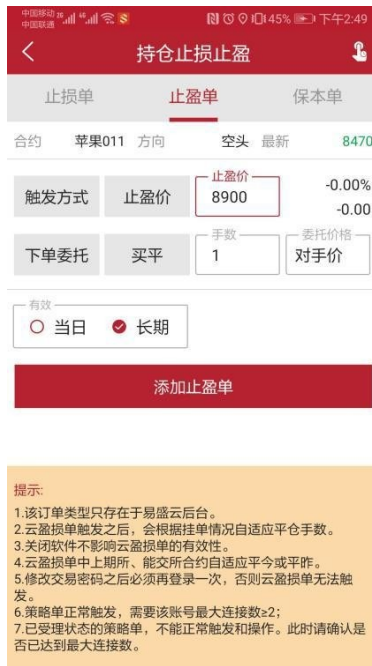 中国移动 26 46 S 45% 下午2:49
中国联通
持仓止损止盈
止损单 止盈单 保本单
合约 苹果011 方向 空头 最新 8470
触发方式 止盈价 止盈价 8900 -0.00%
-0.00
下单委托 买平 手数 1 委托价格 对手价
有效
当日 长期
添加止盈单
提示:
1.该订单类型只存在于易盛云后台。
2.云盈损单触发之后，会根据挂单情况自适应平仓手数。
3.关闭软件不影响云盈损单的有效性。
4.云盈损单中上期所、能交所合约自适应平今或平昨。
5.修改交易密码之后必须再登录一次，否则云盈损单无法触
发。
6.策略单正常触发，需要该账号最大连接数≥2;
7.已受理状态的策略单，不能正常触发和操作。此时请确认是
否已达到最大连接数。